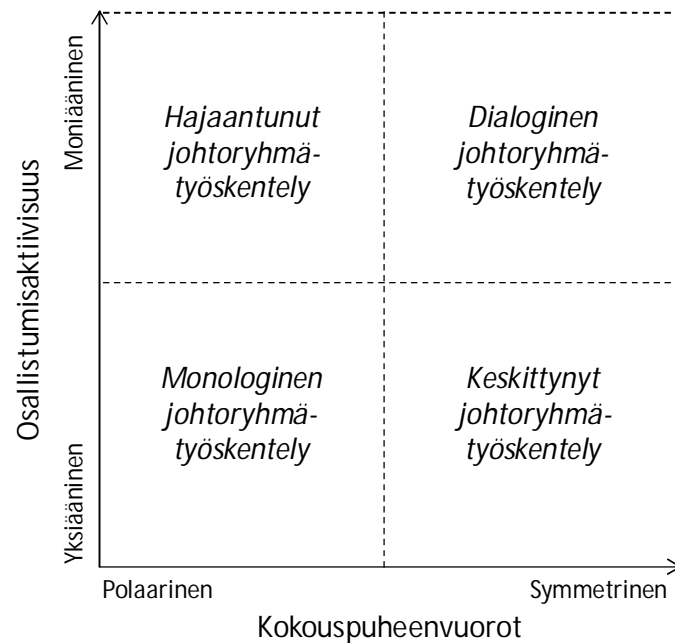 Osallistumisaktiivisuus
Moniääninen
Yksiääninen
Hajaantunut
johtoryhmä-
työskentely
Dialoginen
johtoryhmä-
työskentely
Monologinen
johtoryhmä-
työskentely
Keskittynyt
johtoryhmä-
työskentely
Polaarinen
Symmetrinen
Kokouspuheenvuorot